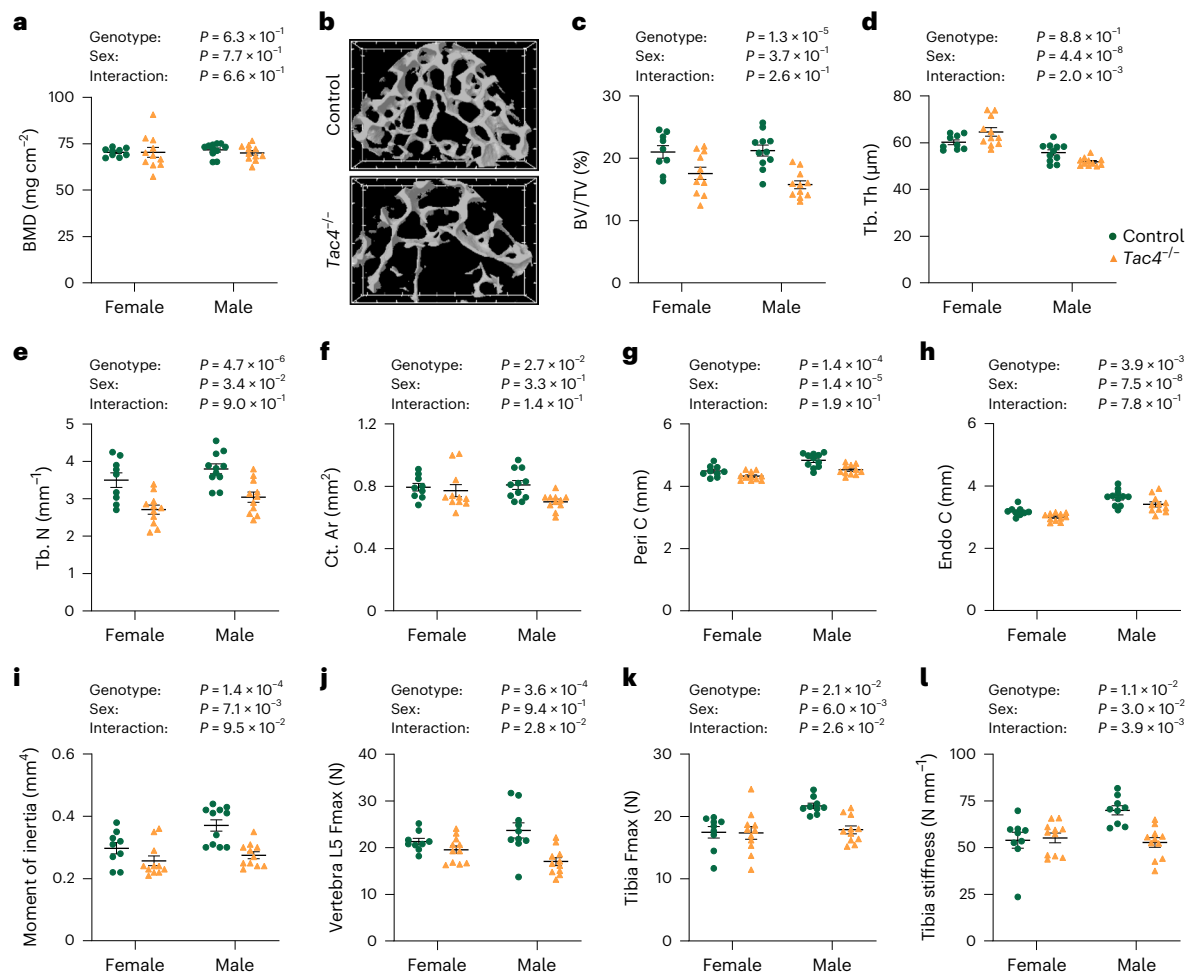 a
Genotype: P = 6.3 × 10⁻¹
Sex: P = 7.7 × 10⁻¹
Interaction: P = 6.6 × 10⁻¹
BMD (mg cm⁻²)
100
75
50
25
0
Female Male
b
Control
Tac4⁻/⁻
c
Genotype: P = 1.3 × 10⁻⁵
Sex: P = 3.7 × 10⁻¹
Interaction: P = 2.6 × 10⁻¹
BV/TV (%)
30
20
10
0
Female Male
d
Genotype: P = 8.8 × 10⁻¹
Sex: P = 4.4 × 10⁻⁸
Interaction: P = 2.0 × 10⁻³
Tb. Th (µm)
80
60
40
20
0
Female Male
Control
Tac4⁻/⁻
e
Genotype: P = 4.7 × 10⁻⁶
Sex: P = 3.4 × 10⁻²
Interaction: P = 9.0 × 10⁻¹
Tb. N (mm⁻¹)
5
4
3
2
1
0
Female Male
f
Genotype: P = 2.7 × 10⁻²
Sex: P = 3.3 × 10⁻¹
Interaction: P = 1.4 × 10⁻¹
Ct. Ar (mm²)
1.2
0.8
0.4
0
Female Male
g
Genotype: P = 1.4 × 10⁻⁴
Sex: P = 1.4 × 10⁻⁵
Interaction: P = 1.9 × 10⁻¹
Peri C (mm)
6
4
2
0
Female Male
h
Genotype: P = 3.9 × 10⁻³
Sex: P = 7.5 × 10⁻⁸
Interaction: P = 7.8 × 10⁻¹
Endo C (mm)
6
4
2
0
Female Male
i
Genotype: P = 1.4 × 10⁻⁴
Sex: P = 7.1 × 10⁻³
Interaction: P = 9.5 × 10⁻²
Moment of inertia (mm⁴)
0.6
0.4
0.2
0
Female Male
j
Genotype: P = 3.6 × 10⁻⁴
Sex: P = 9.4 × 10⁻¹
Interaction: P = 2.8 × 10⁻²
Vertebra L5 Fmax (N)
40
30
20
10
0
Female Male
k
Genotype: P = 2.1 × 10⁻²
Sex: P = 6.0 × 10⁻³
Interaction: P = 2.6 × 10⁻²
Tibia Fmax (N)
30
20
10
0
Female Male
l
Genotype: P = 1.1 × 10⁻²
Sex: P = 3.0 × 10⁻²
Interaction: P = 3.9 × 10⁻³
Tibia stiffness (N mm⁻¹)
100
75
50
25
0
Female Male